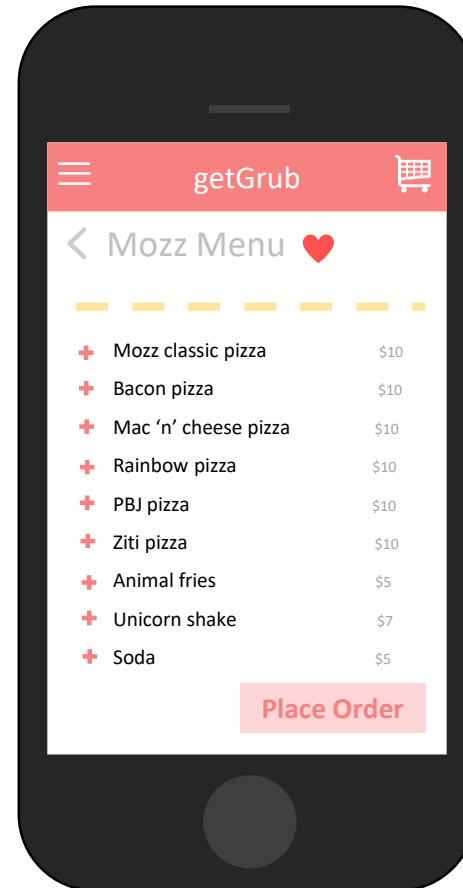 getGrub
Mozz Menu
Mozz classic pizza $10
Bacon pizza $10
Mac ‘n’ cheese pizza $10
Rainbow pizza $10
PBJ pizza $10
Ziti pizza $10
Animal fries $5
Unicorn shake $7
Soda $5
Place Order